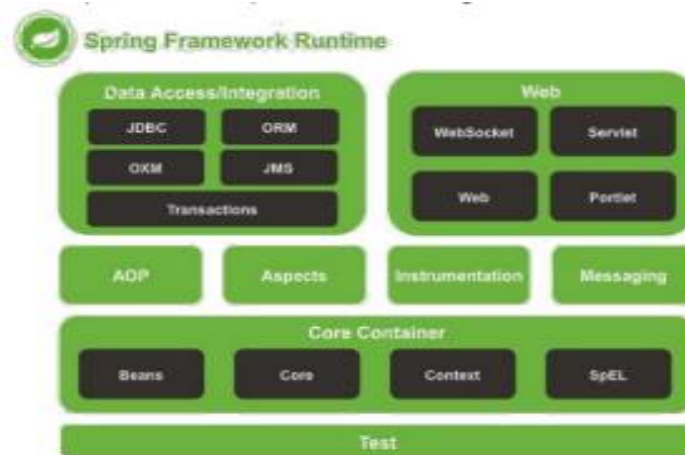 Spring Framework Runtime
Data Access/Integration
JDBC ORM
OXM JMS
Transactions
Web
WebSocket Servlet
Web Portlet
AOP Aspects Instrumentation Messaging
Core Container
Beans Core Context SpEL
Test